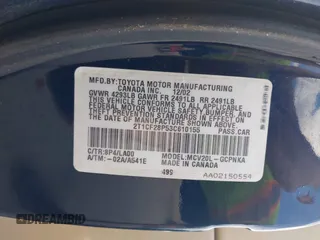 MFD.BY:TOYOTA MOTOR MANUFACTURING
CANADA INC. 12/02
GVWR 4293LB GAWR FR 2491LB RR 2491LB
THIS VEHICLE CONFORMS TO ALL APPLICABLE
FEDERAL MOTOR VEHICLE SAFETY, BUMPER,
AND THEFT PREVENTION STANDARDS IN EFFECT
ON THE DATE OF MANUFACTURE SHOWN ABOVE.
2T1CF28P53C610155 PASS.CAR
C/TR:8P4/LA00 MODEL:MCV20L-GCPNKA
A/TM:-02A/A541E MADE IN CANADA
49S AA02150554
©AutoBidMaster